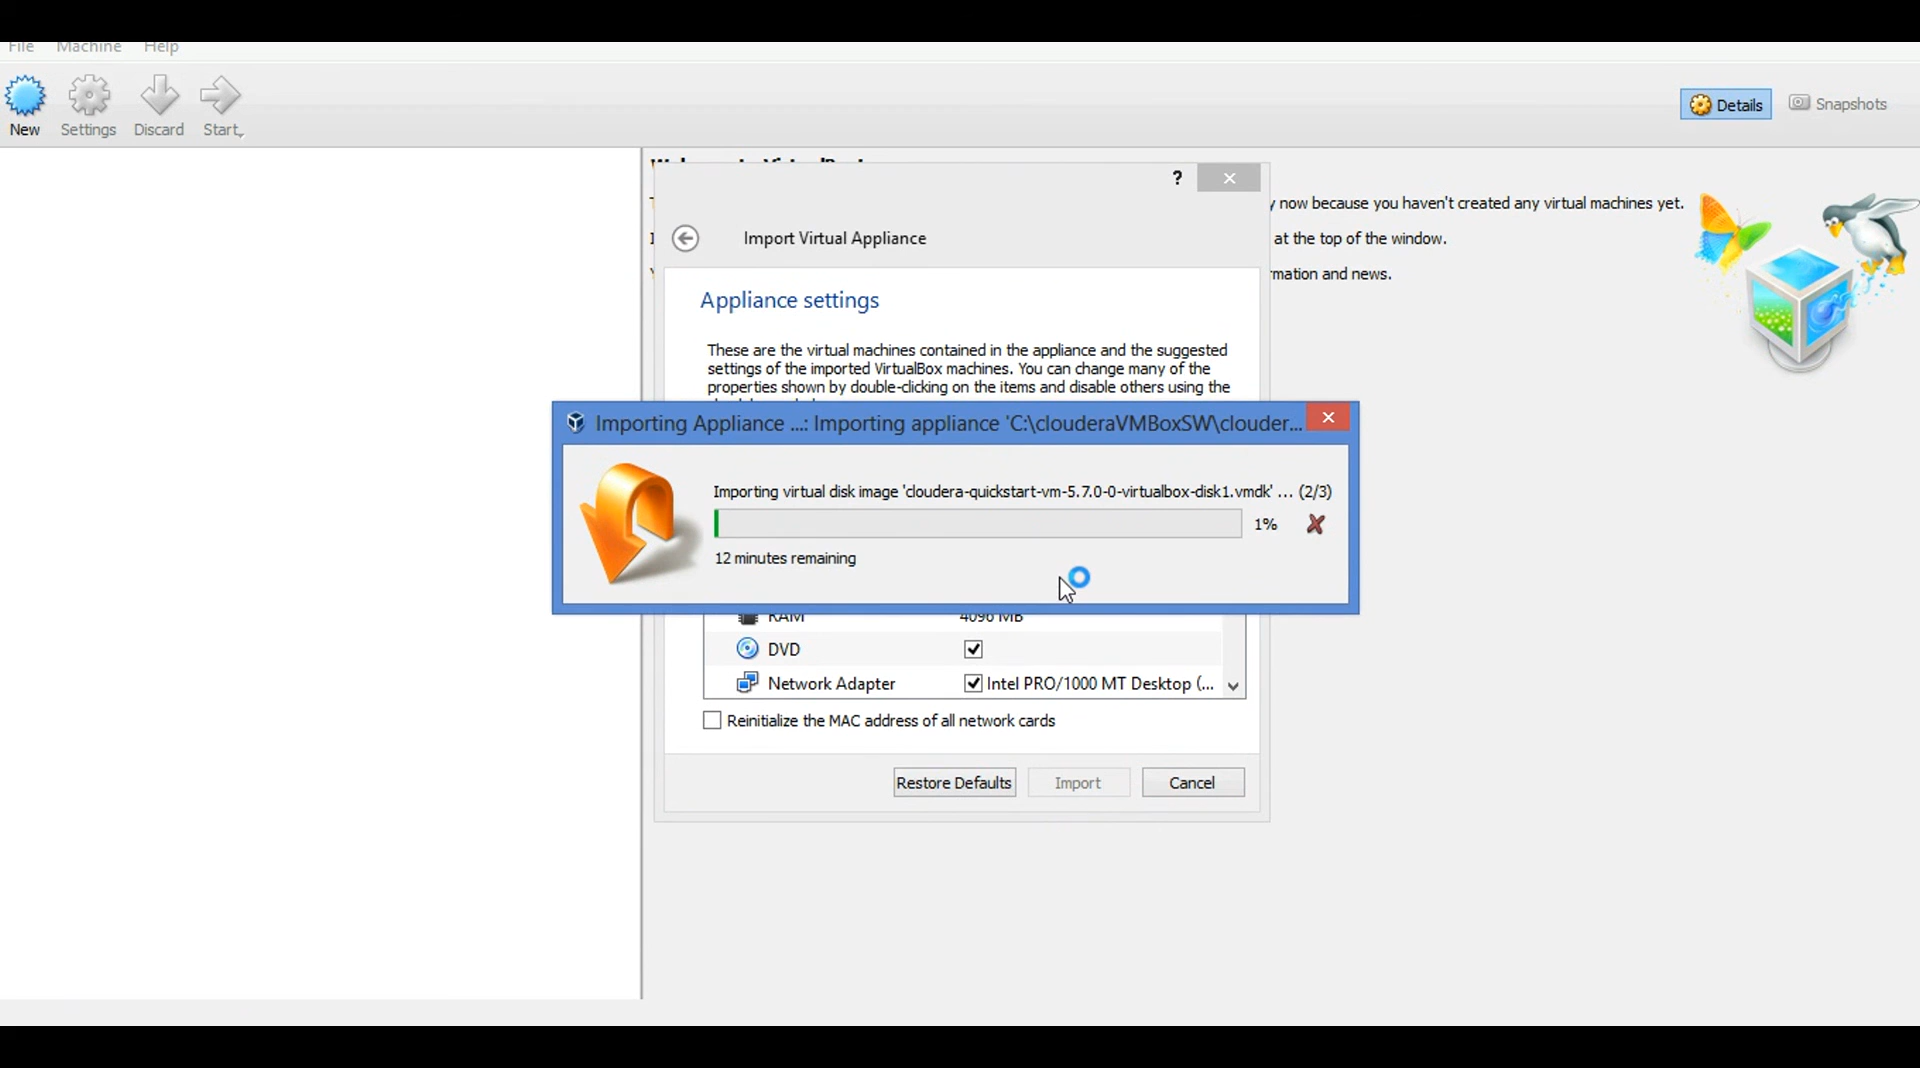 File Machine Help
New Settings Discard Start
Details Snapshots
now because you haven't created any virtual machines yet.
Import Virtual Appliance
at the top of the window.
mation and news.
Appliance settings
These are the virtual machines contained in the appliance and the suggested
settings of the imported VirtualBox machines. You can change many of the
properties shown by double-clicking on the items and disable others using the
Importing Appliance ...: Importing appliance 'C:\clouderaVMBoxSW\clouder...
Importing virtual disk image 'cloudera-quickstart-vm-5.7.0-0-virtualbox-disk1.vmdk' ... (2/3)
1%
12 minutes remaining
RAM 4096 MB
DVD
Network Adapter Intel PRO/1000 MT Desktop (...
Reinitialize the MAC address of all network cards
Restore Defaults Import Cancel